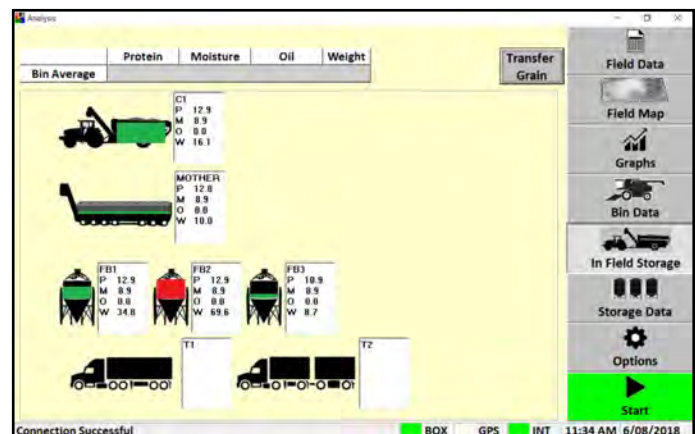 Analysis
Protein Moisture Oil Weight
Bin Average
Transfer
Grain
C1
P 12.9
M 8.9
O 0.0
W 16.1
MOTHER
P 12.8
M 8.9
O 0.0
W 10.0
FB1
P 12.9
M 8.9
O 0.0
W 34.8
FB2
P 12.9
M 8.9
O 0.0
W 69.6
FB3
P 10.9
M 8.9
O 0.0
W 8.7
T1
T2
Field Data
Field Map
Graphs
Bin Data
In Field Storage
Storage Data
Options
Start
Connection Successful BOX GPS INT 11:34 AM 6/08/2018